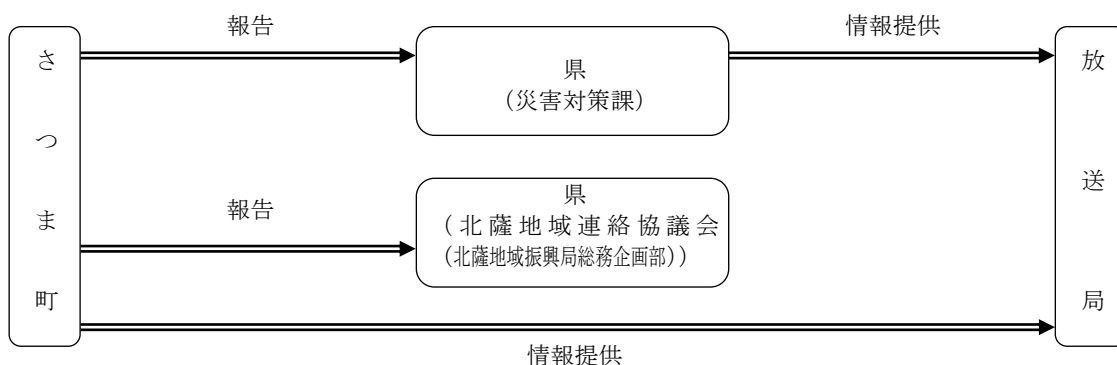 さつま町
報告
県
（災害対策課）
情報提供
放送局
報告
県
（北薩地域連絡協議会
（北薩地域振興局総務企画部））
情報提供